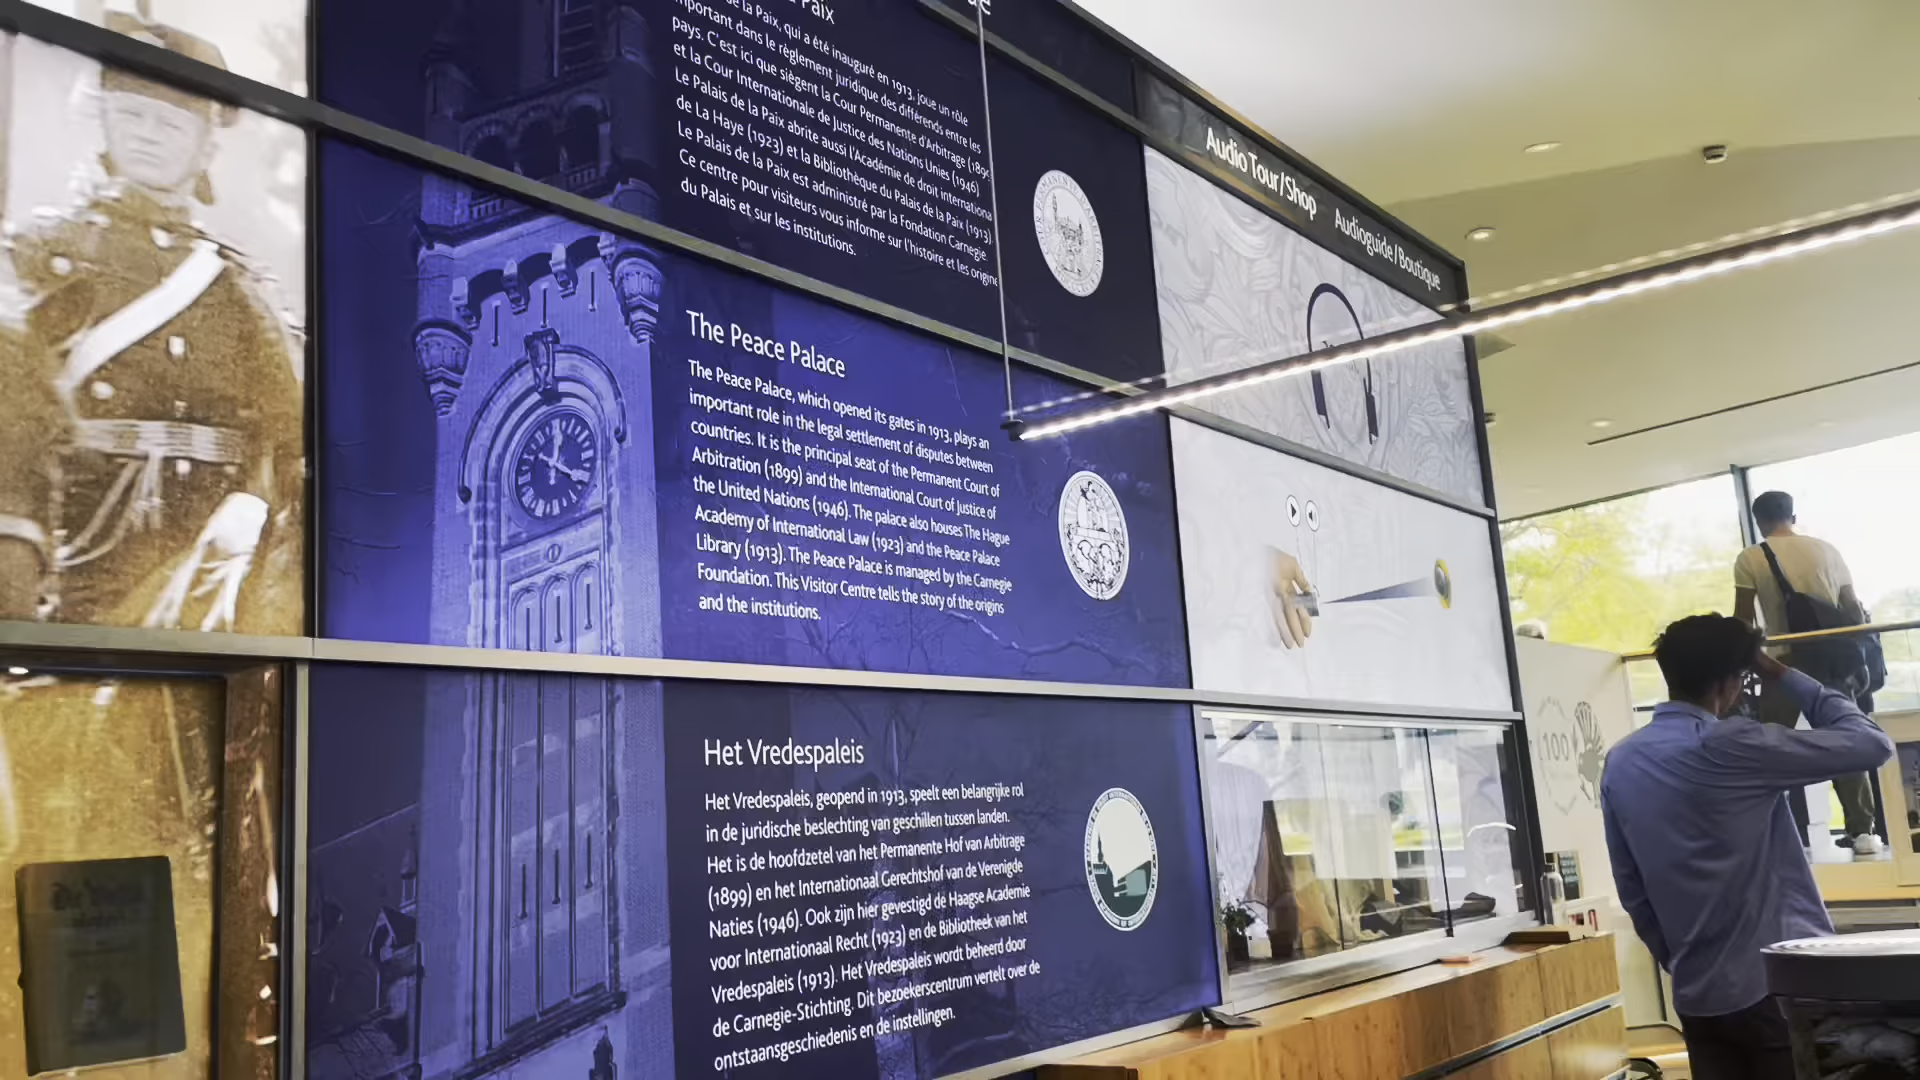 Paix
de la Paix, qui a été inauguré en 1913, joue un rôle
important dans le règlement juridique des différends entre les
pays. C'est ici que siègent la Cour Permanente d'Arbitrage (1899
et la Cour Internationale de Justice des Nations Unies (1946)
Le Palais de la Paix abrite aussi l'Académie de droit internationa
de La Haye (1923) et la Bibliothèque du Palais de la Paix (1913).
Le Palais de la Paix est administré par la Fondation Carnegie.
Ce centre pour visiteurs vous informe sur l'histoire et les origine
du Palais et sur les institutions.
Audio Tour/Shop Audioguide/Boutique
The Peace Palace
The Peace Palace, which opened its gates in 1913, plays an
important role in the legal settlement of disputes between
countries. It is the principal seat of the Permanent Court of
Arbitration (1899) and the International Court of Justice of
the United Nations (1946). The palace also houses The Hague
Academy of International Law (1923) and the Peace Palace
Library (1913). The Peace Palace is managed by the Carnegie
Foundation. This Visitor Centre tells the story of the origins
and the institutions.
Het Vredespaleis
Het Vredespaleis, geopend in 1913, speelt een belangrijke rol
in de juridische beslechting van geschillen tussen landen.
Het is de hoofdzetel van het Permanente Hof van Arbitrage
(1899) en het Internationaal Gerechtshof van de Verenigde
Naties (1946). Ook zijn hier gevestigd de Haagse Academie
voor Internationaal Recht (1923) en de Bibliotheek van het
Vredespaleis (1913). Het Vredespaleis wordt beheerd door
de Carnegie-Stichting. Dit bezoekerscentrum vertelt over de
ontstaansgeschiedenis en de instellingen.
100